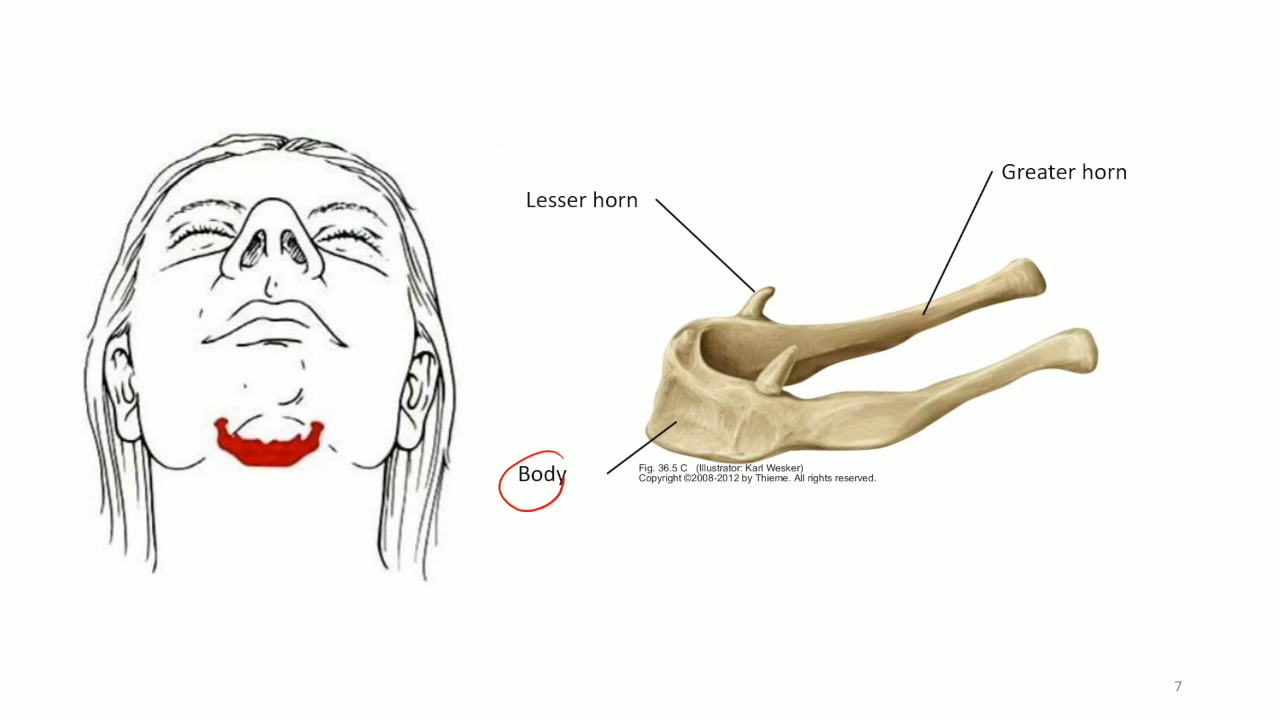 Greater horn
Lesser horn
Body
Fig. 36.5 C (Illustrator: Karl Wesker)
Copyright ©2008-2012 by Thieme. All rights reserved.
7